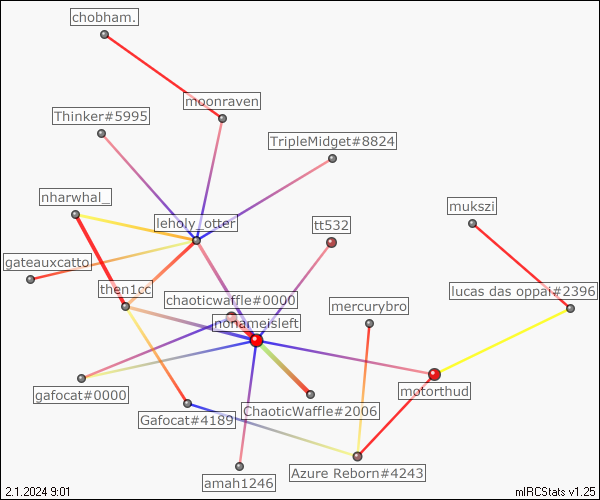 chobham.
moonraven
Thinker#5995
TripleMidget#8824
nharwhal_
mukszi
leholy_otter
tt532
gateauxcatto
then1cc
lucas das oppai#2396
chaoticwaffle#0000
mercurybro
nonameisleft
gafocat#0000
motorthud
ChaoticWaffle#2006
Gafocat#4189
Azure Reborn#4243
amah1246
2.1.2024 9:01
mIRCStats v1.25